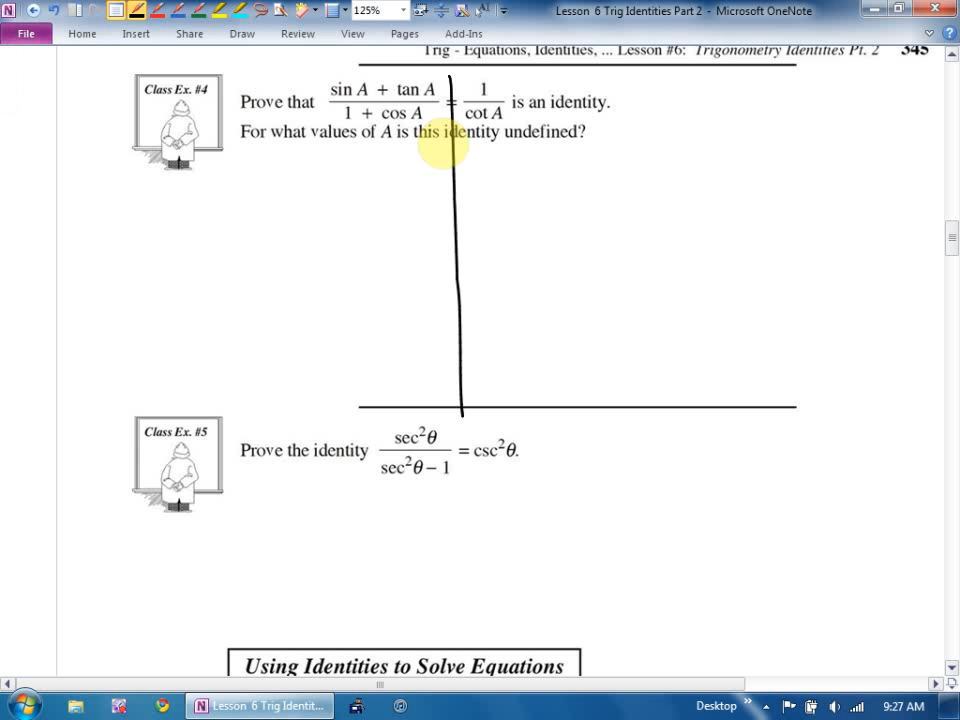 125%
Lesson 6 Trig Identities Part 2 - Microsoft OneNote
File Home Insert Share Draw Review View Pages Add-Ins
Trig - Equations, Identities, ... Lesson #6: Trigonometry Identities Pt. 2 345
Class Ex. #4
Prove that (sin A + tan A)/(1 + cos A) = 1/(cot A) is an identity.
For what values of A is this identity undefined?
Class Ex. #5
Prove the identity (sec²θ)/(sec²θ − 1) = csc²θ.
Using Identities to Solve Equations
Lesson 6 Trig Identit... Desktop 9:27 AM